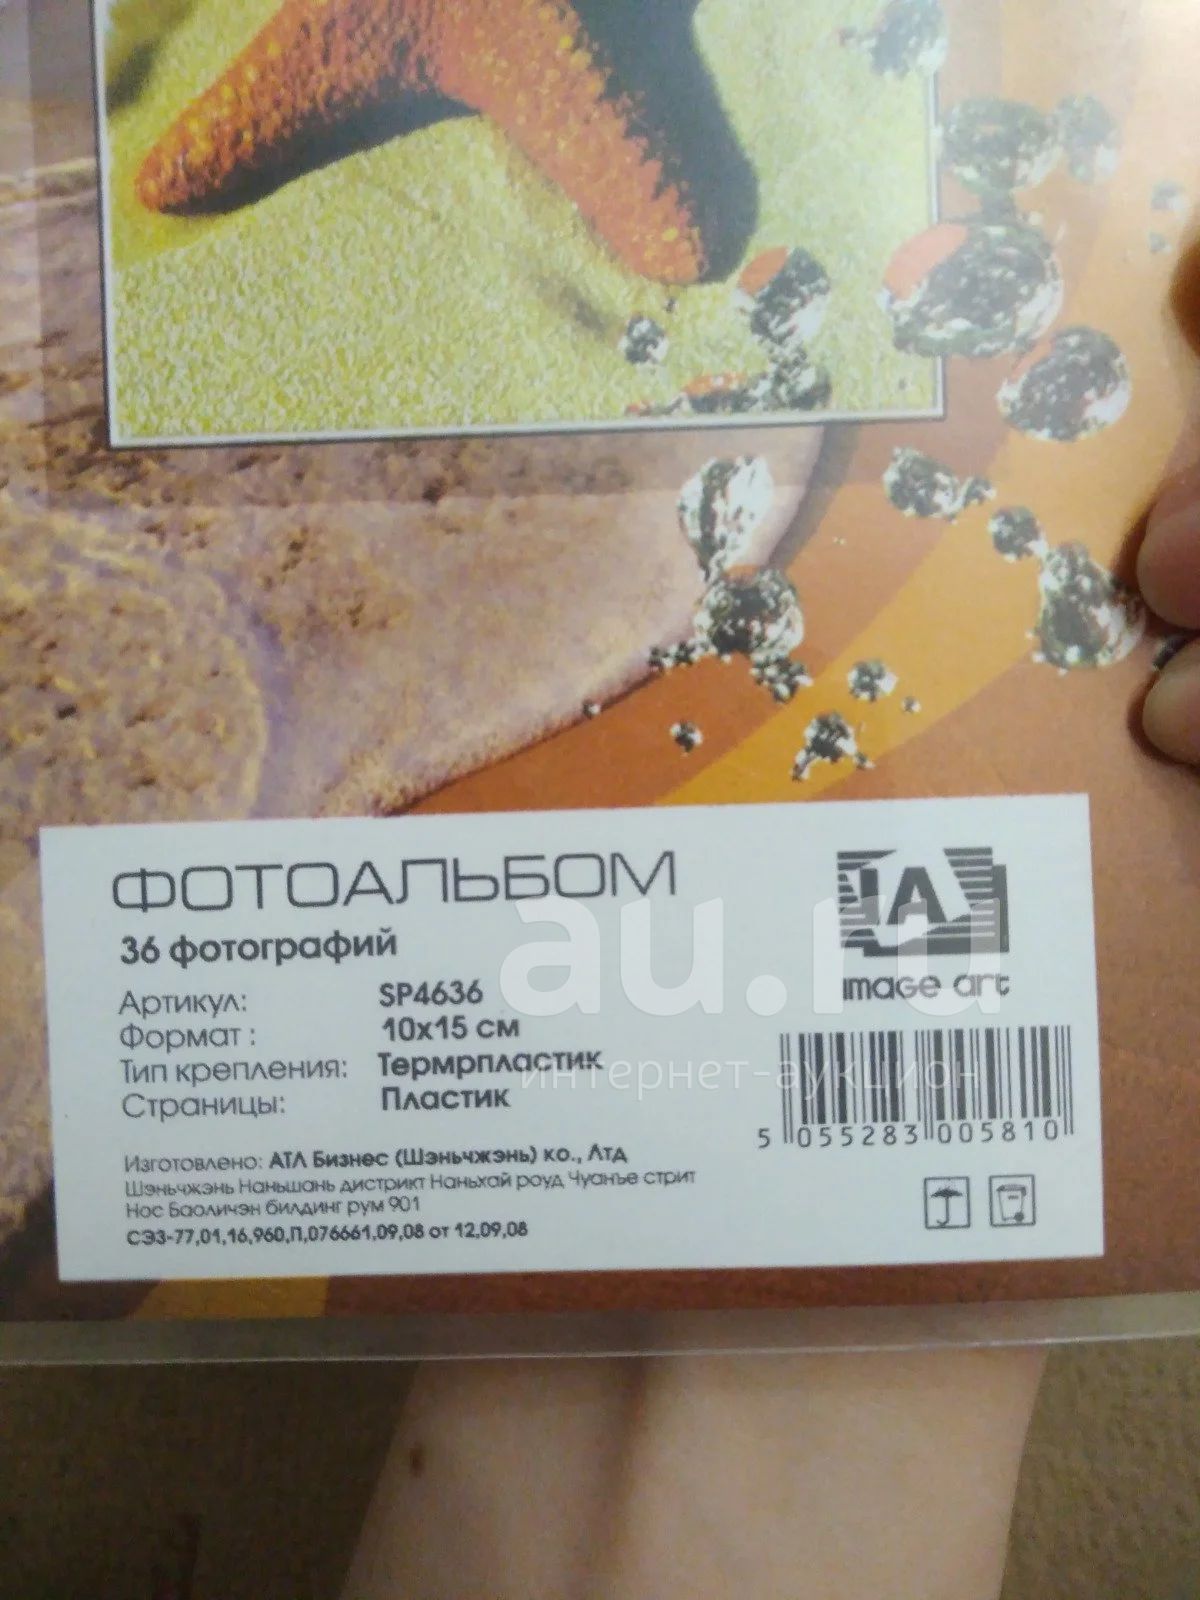 ФОТОАЛЬБОМ
36 фотографий
Артикул: SP4636
Формат : 10x15 см
Тип крепления: Термрпластик
Страницы: Пластик
Изготовлено: АТЛ Бизнес (Шэньчжэнь) ко., Лтд
Шэньчжэнь Наньшань дистрикт Наньхай роуд Чуанъе стрит
Нос Баоличэн билдинг рум 901
СЭЗ-77,01,16,960,П,076661,09,08 от 12,09,08
IA
image art
5 055283 005810
au.ru
интернет-аукцион